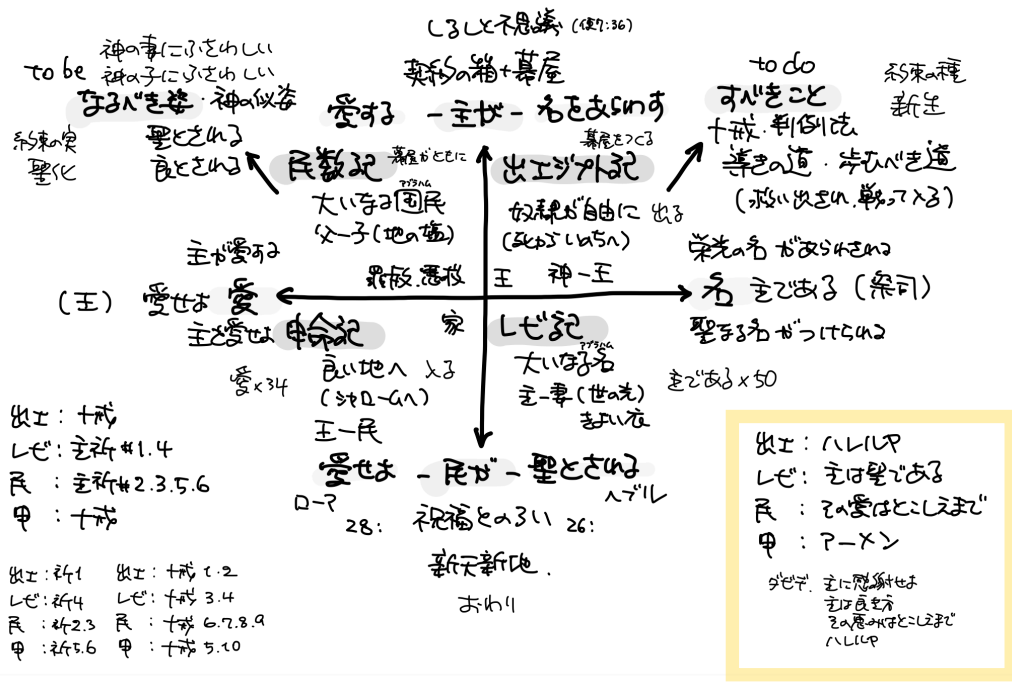 しるしと不思議 (使7:36)
神の妻にふさわしい
to be 神の子にふさわしい
契約の箱+幕屋
to do
約束の種
新生
なるべき姿・神の似姿
愛する - 主が - 名をあらわす
すべきこと
約束の実
聖化
聖とされる
良とされる
十戒・判例法
導きの道・歩むべき道
(救い出され、戦って入る)
民数記 幕屋がともに
幕屋をつくる
出エジプト記
アブラハム
大いなる国民
父-子(地の塩)
奴隷が自由に 出る
(死からいのちへ)
主が愛する
栄光の名 があらわされる
王 神-王
(王) 愛せよ 愛
名 主である (祭司)
主を愛せよ 申命記
家
レビ記
聖なる名 がつけられる
愛×34
良い地へ 入る
(シャロームへ)
王-民
アブラハム
大いなる名
主-妻(世の光)
きよい衣
主である×50
愛せよ - 民が - 聖とされる
ローマ
ヘブル
28: 祝福とのろい 26:
新天新地.
おわり
出エ: 十戒
レビ: 主祈#1.4
民 : 主祈#2.3.5.6
申 : 十戒
出エ:祈1 出エ: 十戒 1.2
レビ:祈4 レビ: 十戒 3.4
民 :祈2.3 民 : 十戒 6.7.8.9
申 :祈5.6 申 : 十戒 5.10
出エ: ハレルヤ
レビ: 主は聖である
民 : その愛はとこしえまで
申 : アーメン
ダビデ. 主に感謝せよ
主は良き方
その恵みはとこしえまで
ハレルヤ